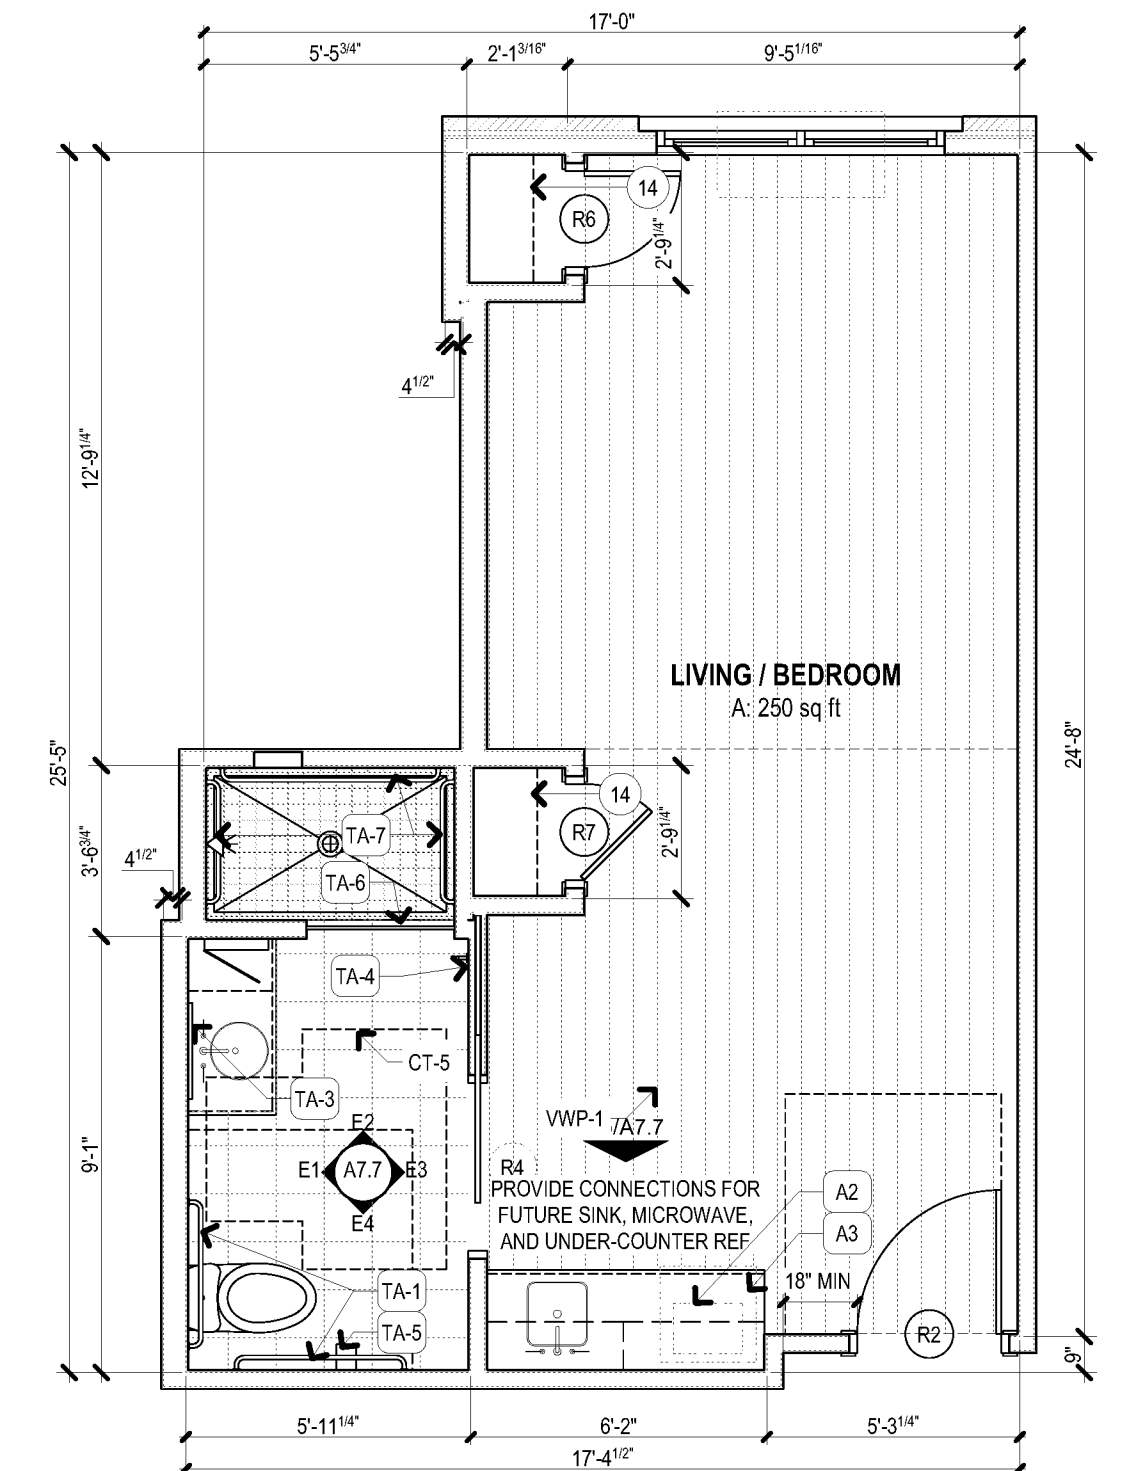 17'-0"
5'-5 3/4"
2'-1 3/16"
9'-5 1/16"
14
R6
2'-9 1/4"
4 1/2"
12'-9 1/4"
LIVING / BEDROOM
A: 250 sq ft
25'-5"
24'-8"
14
R7
2'-9 1/4"
TA-7
TA-6
3'-6 3/4"
4 1/2"
TA-4
CT-5
TA-3
VWP-1
/A7.7
E2
E1
A7.7
E3
E4
9'-1"
R4
PROVIDE CONNECTIONS FOR
FUTURE SINK, MICROWAVE,
AND UNDER-COUNTER REF
A2
A3
18" MIN
TA-1
TA-5
R2
9"
5'-11 1/4"
6'-2"
5'-3 1/4"
17'-4 1/2"